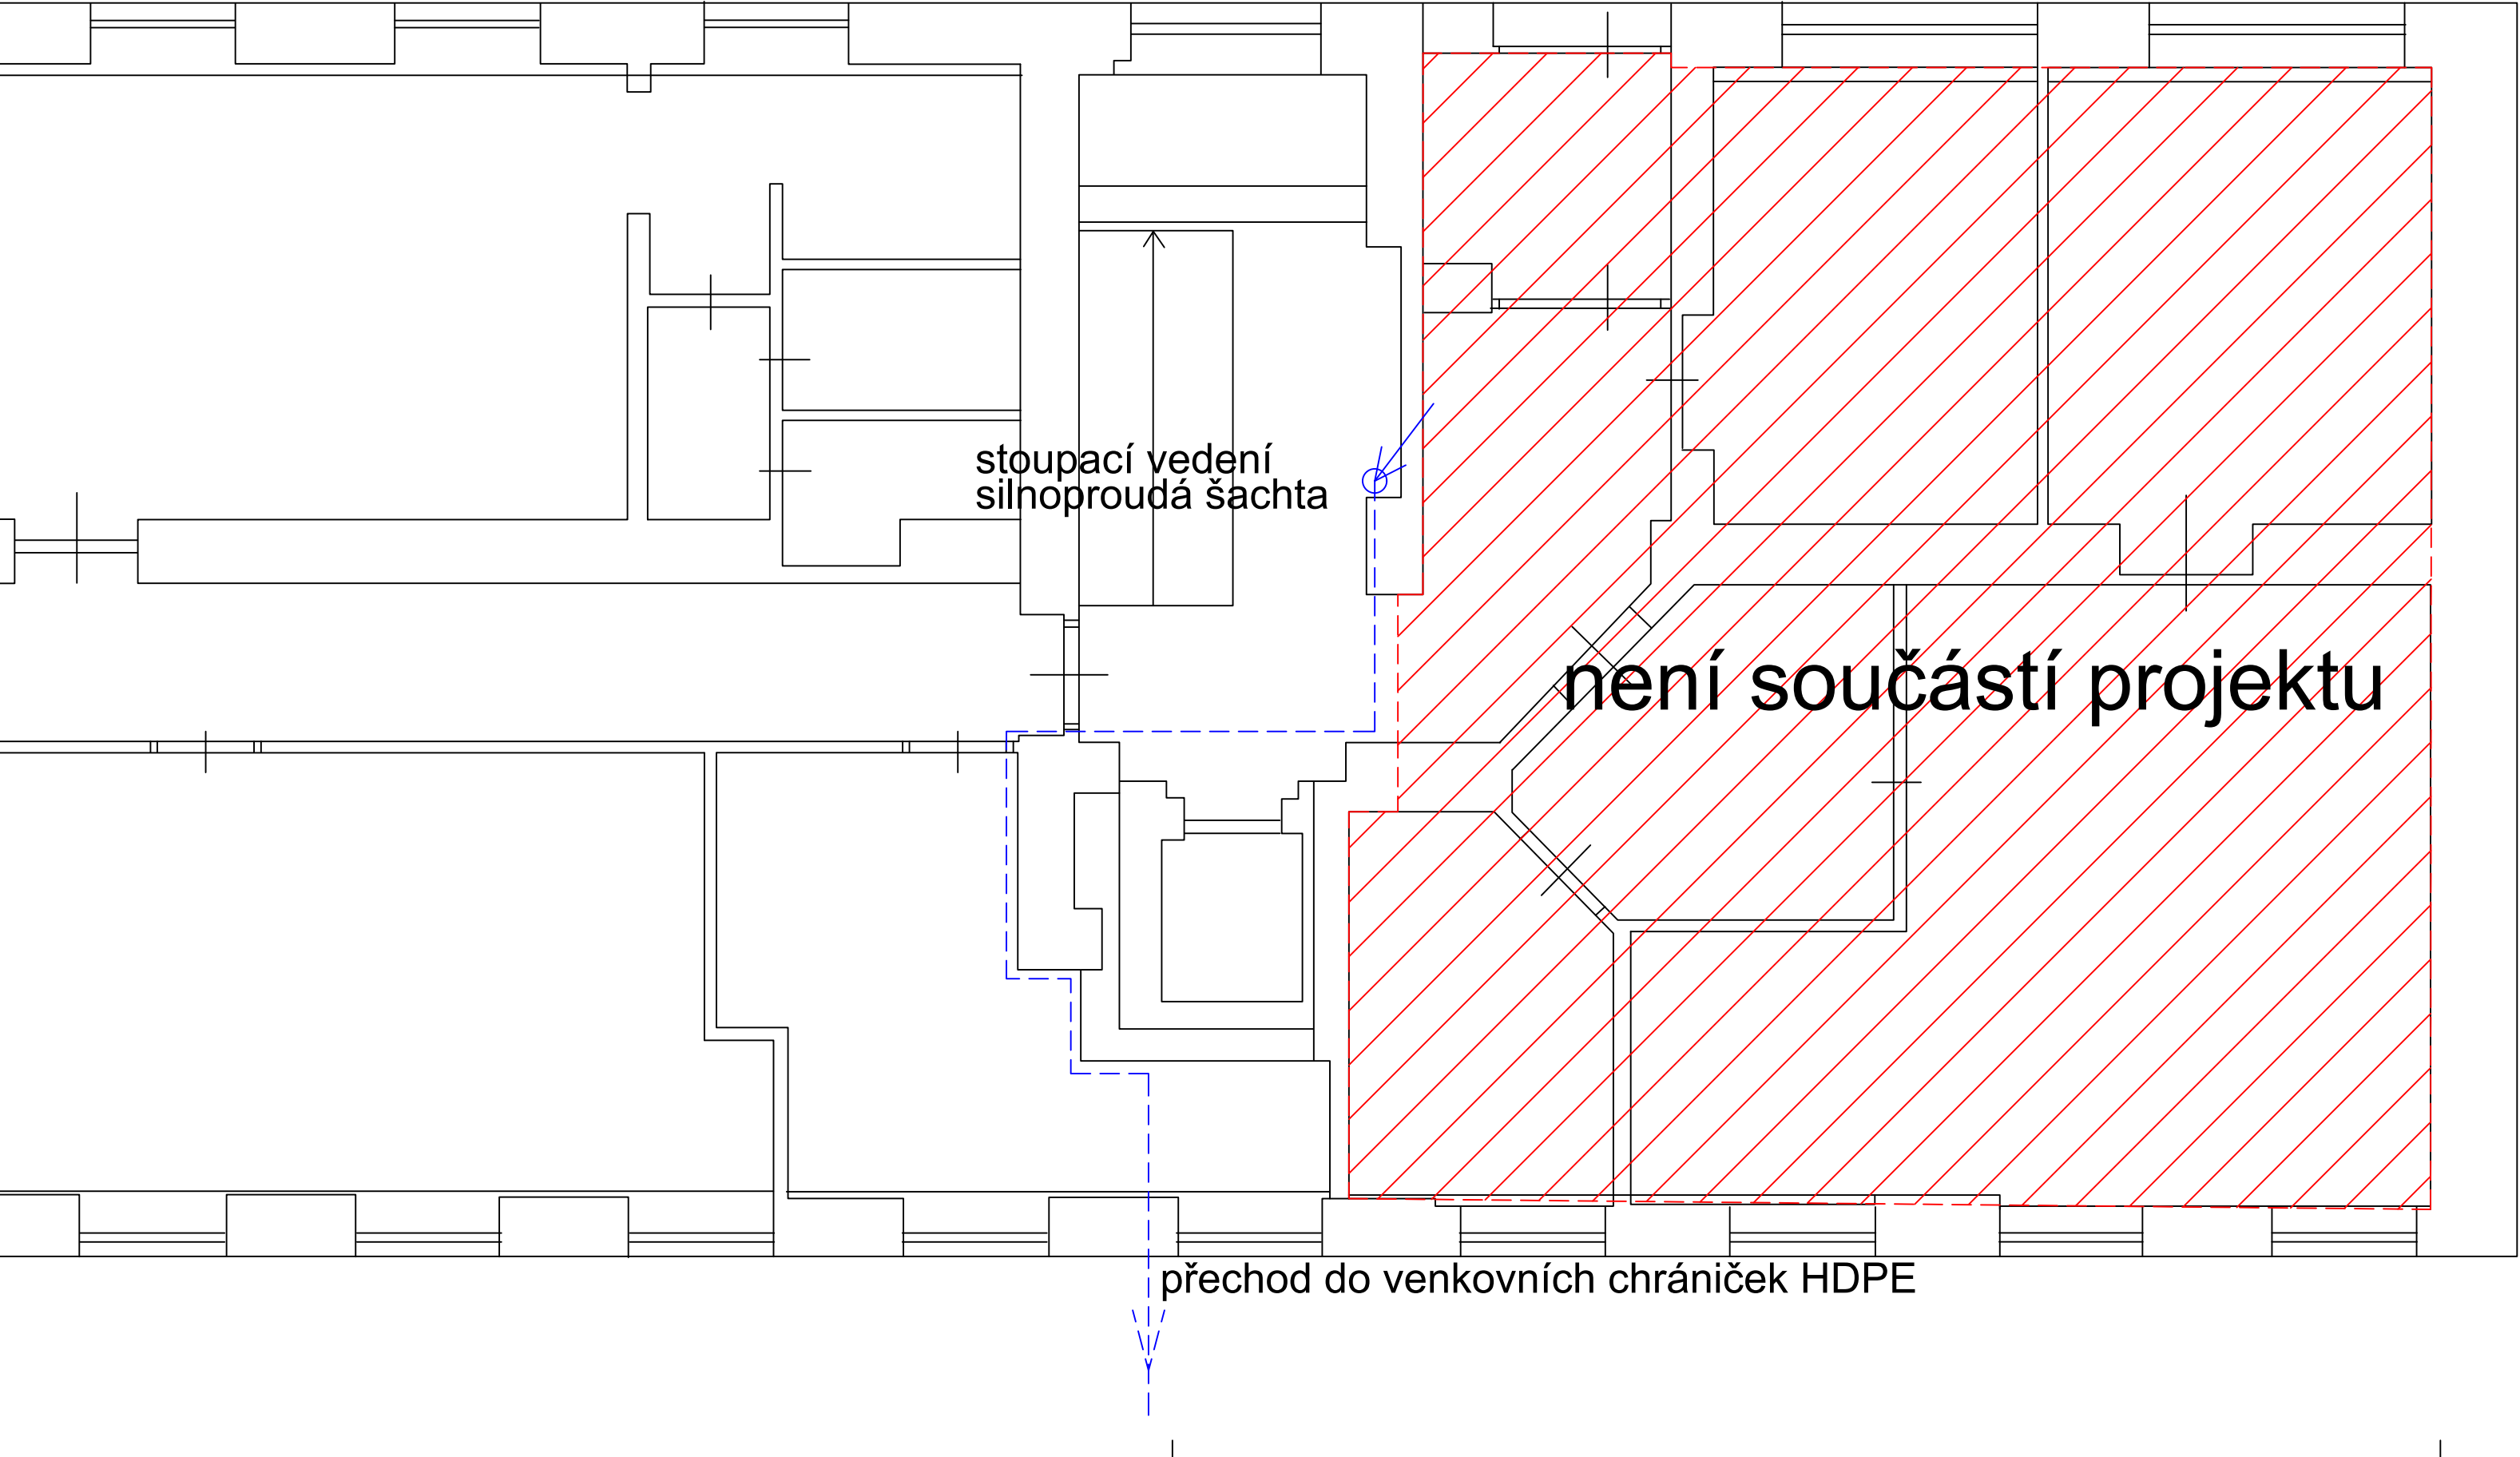 stoupací vedení
silnoproudá šachta
není součástí projektu
přechod do venkovních chrániček HDPE